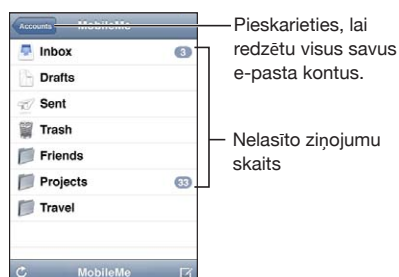 Accounts
MobileMe
Inbox 3
Drafts
Sent
Trash
Friends
Projects 33
Travel
MobileMe
Pieskarieties, lai
redzētu visus savus
e-pasta kontus.
Nelasīto ziņojumu
skaits